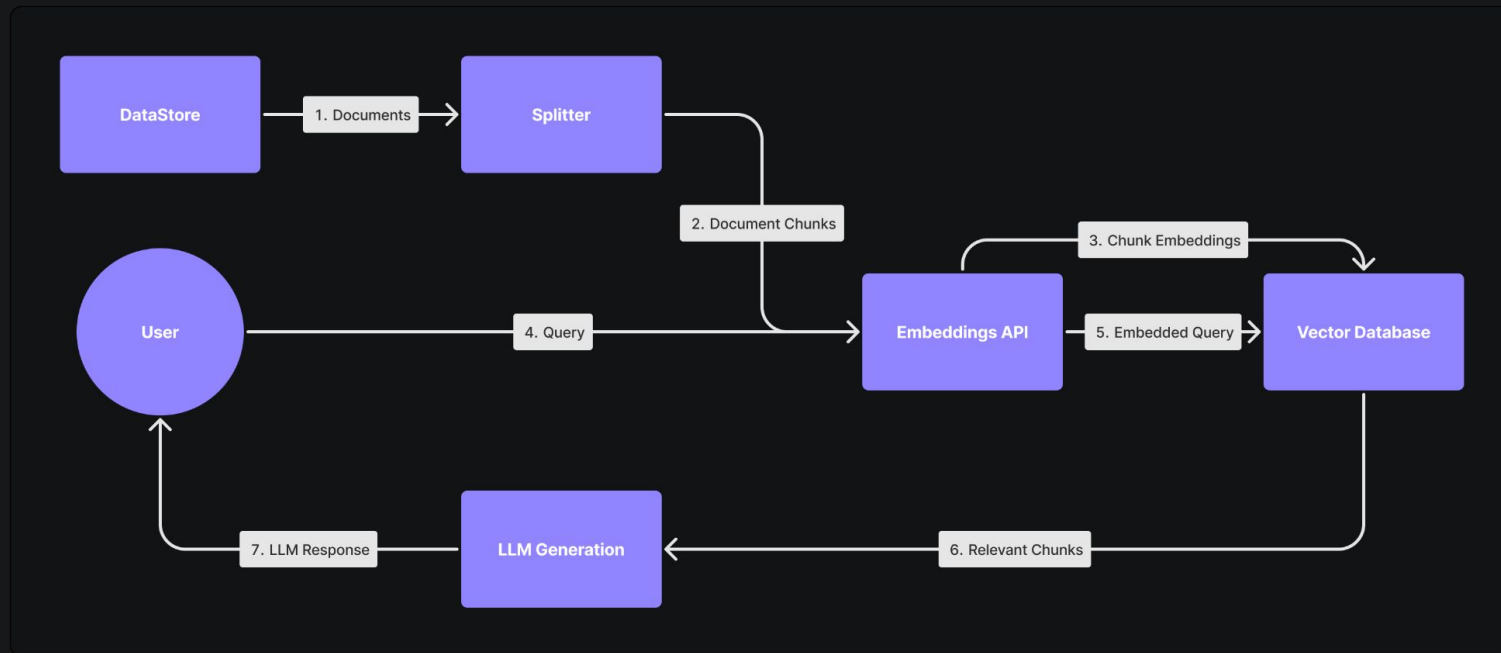 DataStore
1. Documents
Splitter
2. Document Chunks
3. Chunk Embeddings
User
4. Query
Embeddings API
5. Embedded Query
Vector Database
7. LLM Response
LLM Generation
6. Relevant Chunks